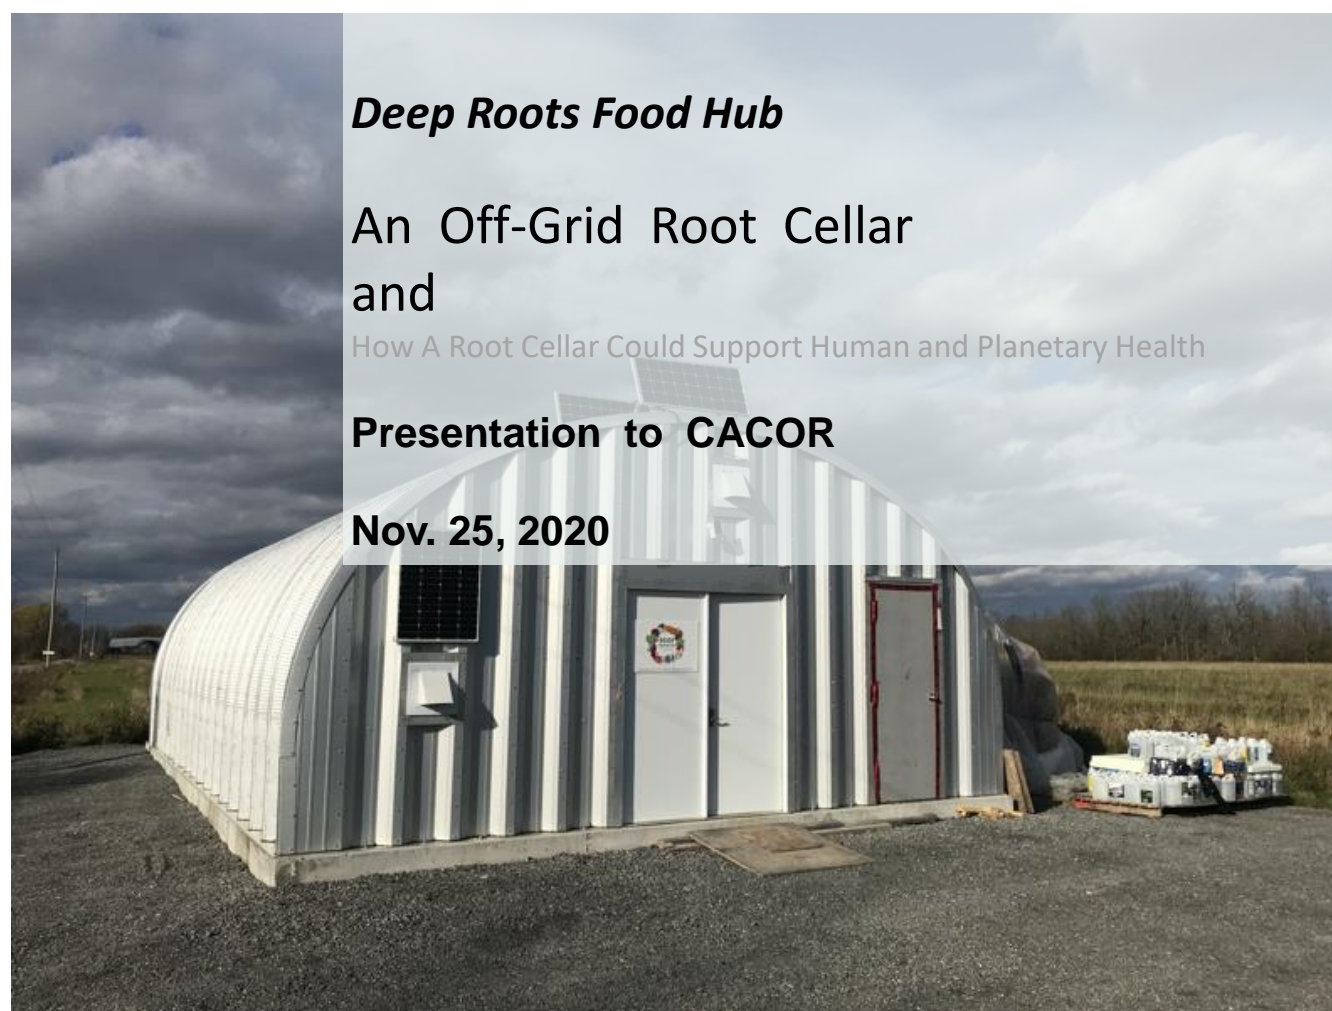 Deep Roots Food Hub
An Off-Grid Root Cellar
and
How A Root Cellar Could Support Human and Planetary Health
Presentation to CACOR
Nov. 25, 2020